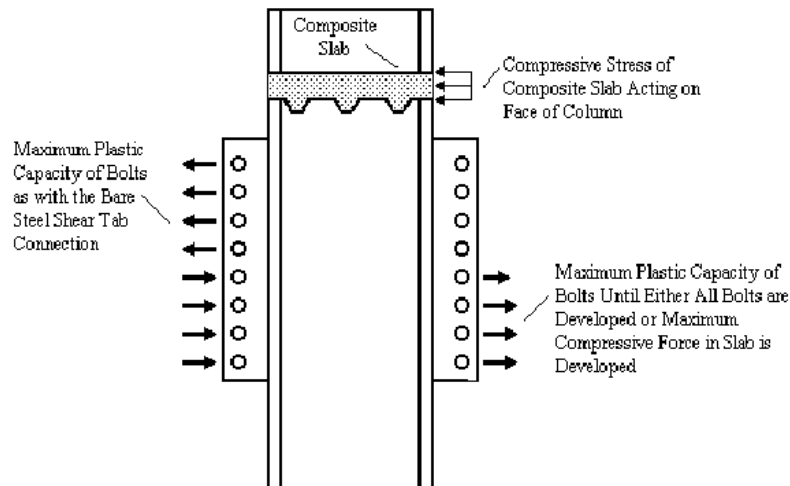 Composite
Slab
Compressive Stress of
Composite Slab Acting on
Face of Column
Maximum Plastic
Capacity of Bolts
as with the Bare
Steel Shear Tab
Connection
Maximum Plastic Capacity of
Bolts Until Either All Bolts are
Developed or Maximum
Compressive Force in Slab is
Developed